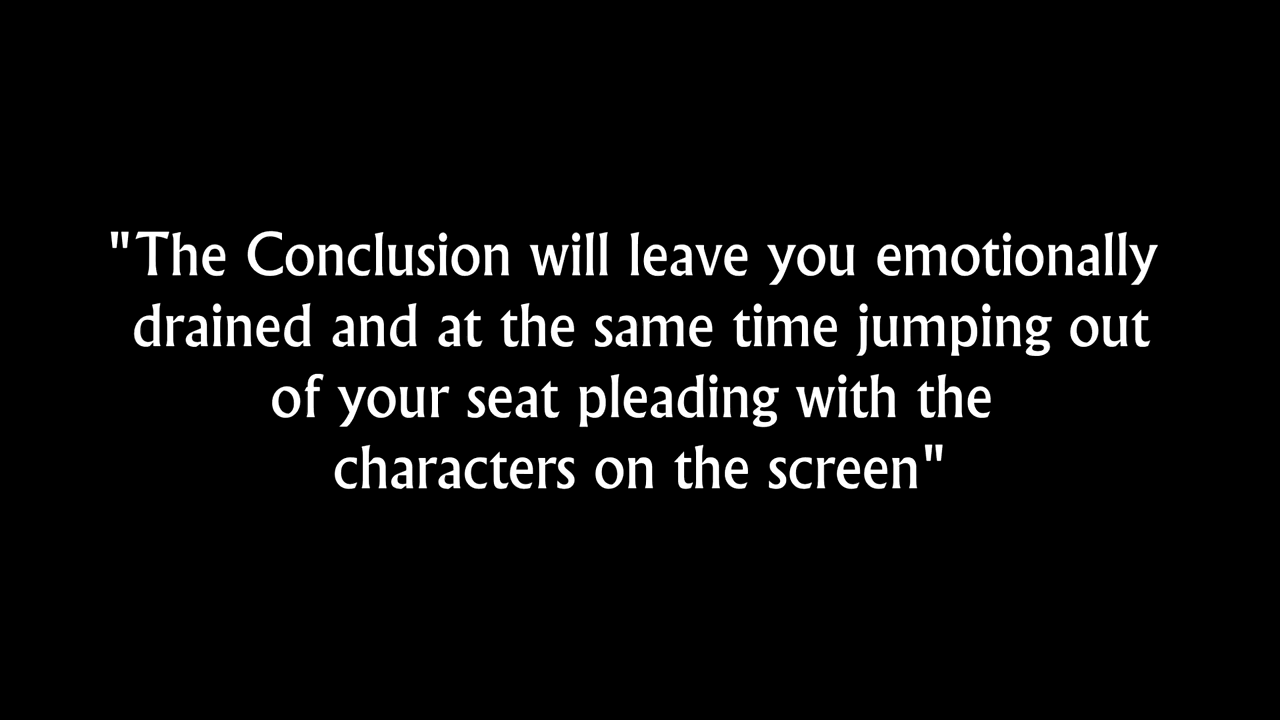 "The Conclusion will leave you emotionally
drained and at the same time jumping out
of your seat pleading with the
characters on the screen"